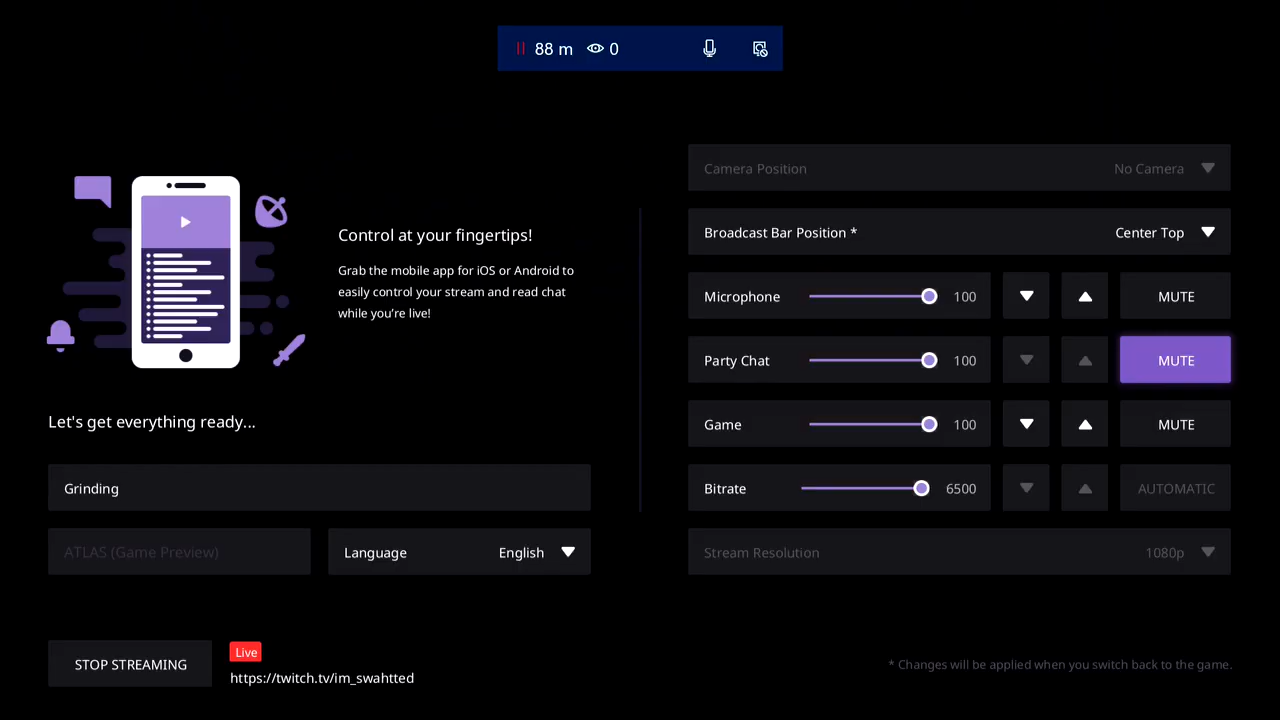 88 m 0
Control at your fingertips!
Grab the mobile app for iOS or Android to
easily control your stream and read chat
while you're live!
Let's get everything ready...
Grinding
ATLAS (Game Preview)
Language English
STOP STREAMING
Live
https://twitch.tv/im_swahtted
Camera Position No Camera
Broadcast Bar Position * Center Top
Microphone 100 MUTE
Party Chat 100 MUTE
Game 100 MUTE
Bitrate 6500 AUTOMATIC
Stream Resolution 1080p
* Changes will be applied when you switch back to the game.